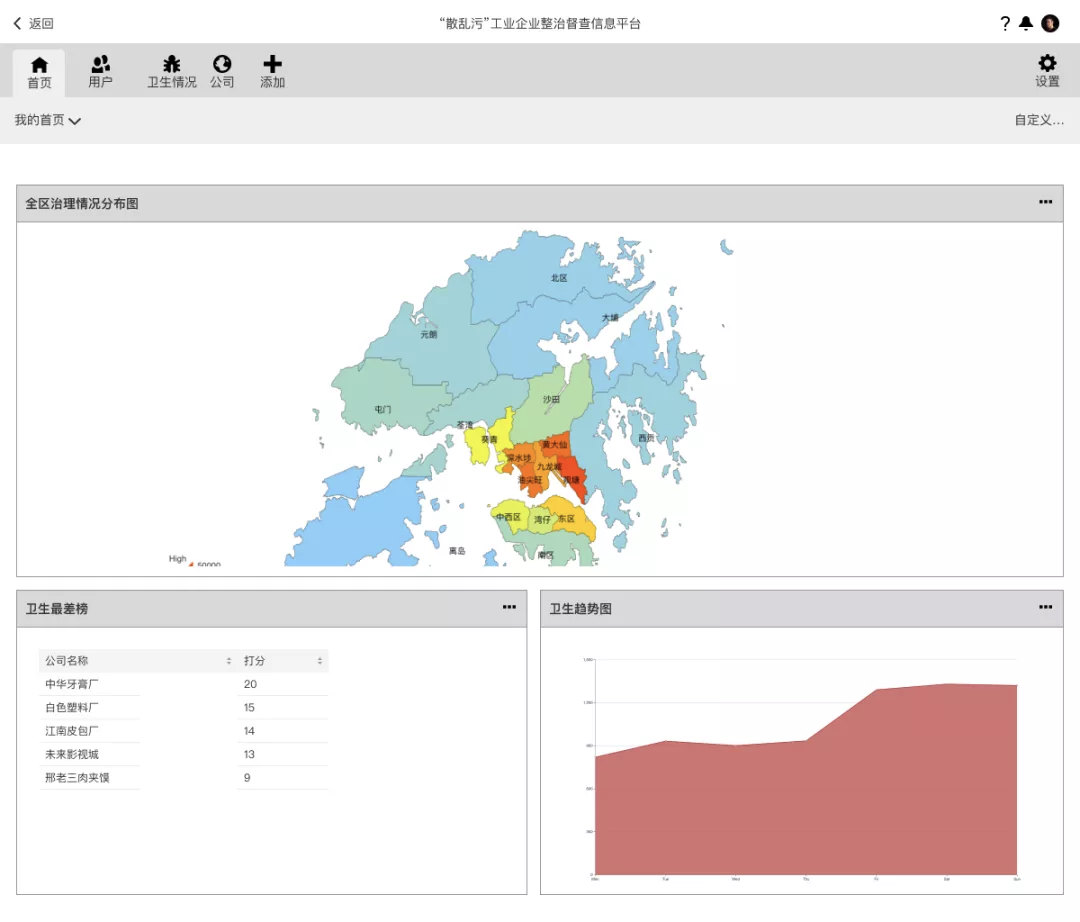 返回
“散乱污”工业企业整治督查信息平台
?
首页
用户
卫生情况
公司
添加
设置
我的首页
自定义...
全区治理情况分布图
北区
大埔
元朗
沙田
屯门
荃湾
葵青
黄大仙
西贡
深水埗
九龙城
油尖旺
观塘
中西区
湾仔
东区
离岛
南区
High
50000
卫生最差榜
公司名称 打分
中华牙膏厂 20
白色塑料厂 15
江南皮包厂 14
未来影视城 13
邢老三肉夹馍 9
卫生趋势图
1,500
1,200
900
600
300
0
Mon Tue Wed Thu Fri Sat Sun